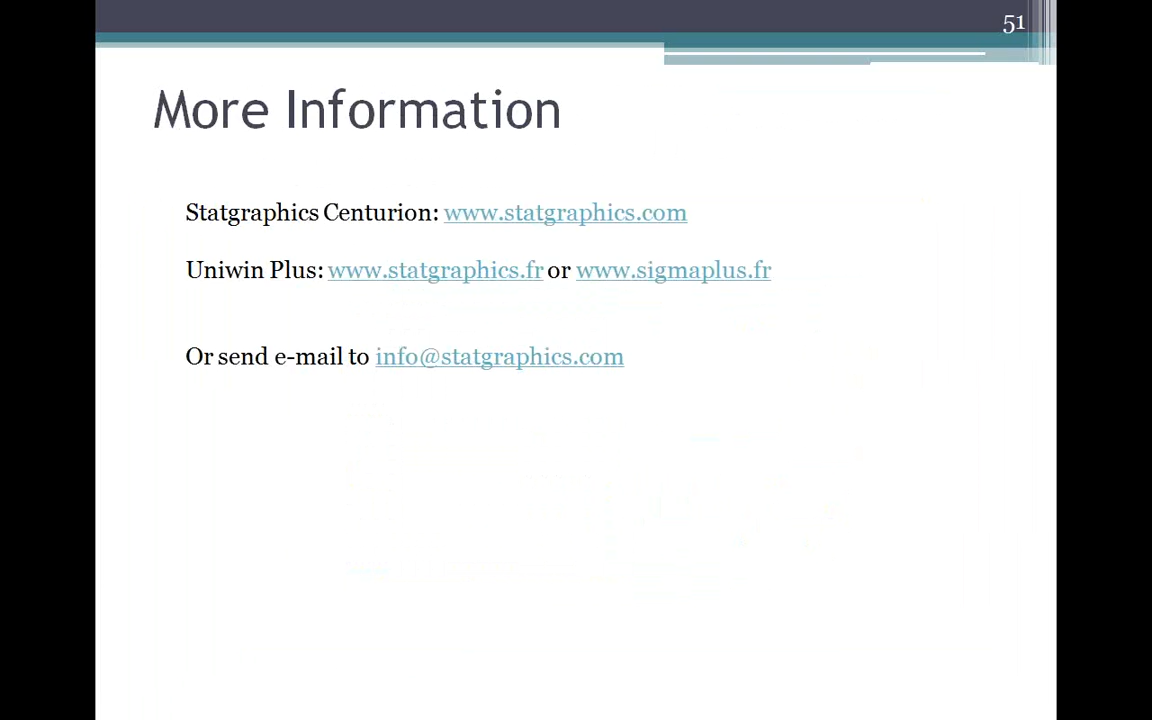 51
More Information
Statgraphics Centurion: www.statgraphics.com
Uniwin Plus: www.statgraphics.fr or www.sigmaplus.fr
Or send e-mail to info@statgraphics.com